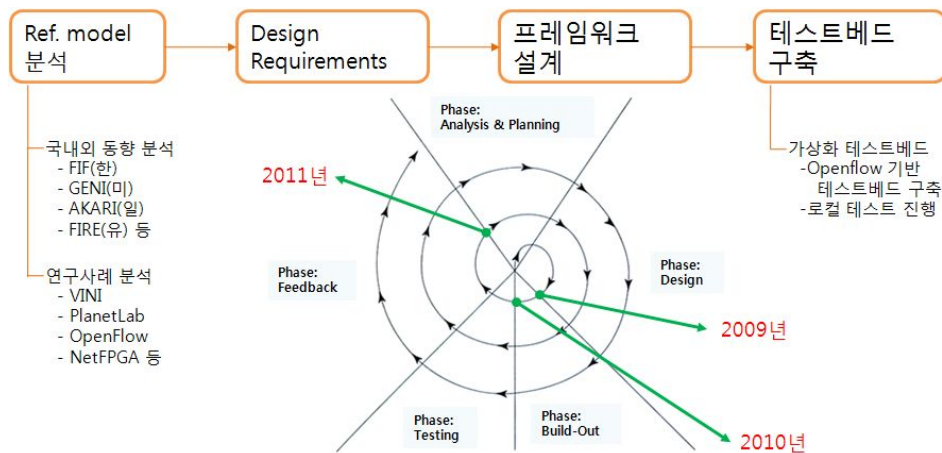 Ref. model
분석
Design
Requirements
프레임워크
설계
테스트베드
구축
국내외 동향 분석
- FIF(한)
- GENI(미)
- AKARI(일)
- FIRE(유) 등
연구사례 분석
- VINI
- PlanetLab
- OpenFlow
- NetFPGA 등
Phase:
Analysis & Planning
2011년
Phase:
Feedback
Phase:
Design
2009년
Phase:
Testing
Phase:
Build-Out
2010년
가상화 테스트베드
-Openflow 기반
테스트베드 구축
-로컬 테스트 진행